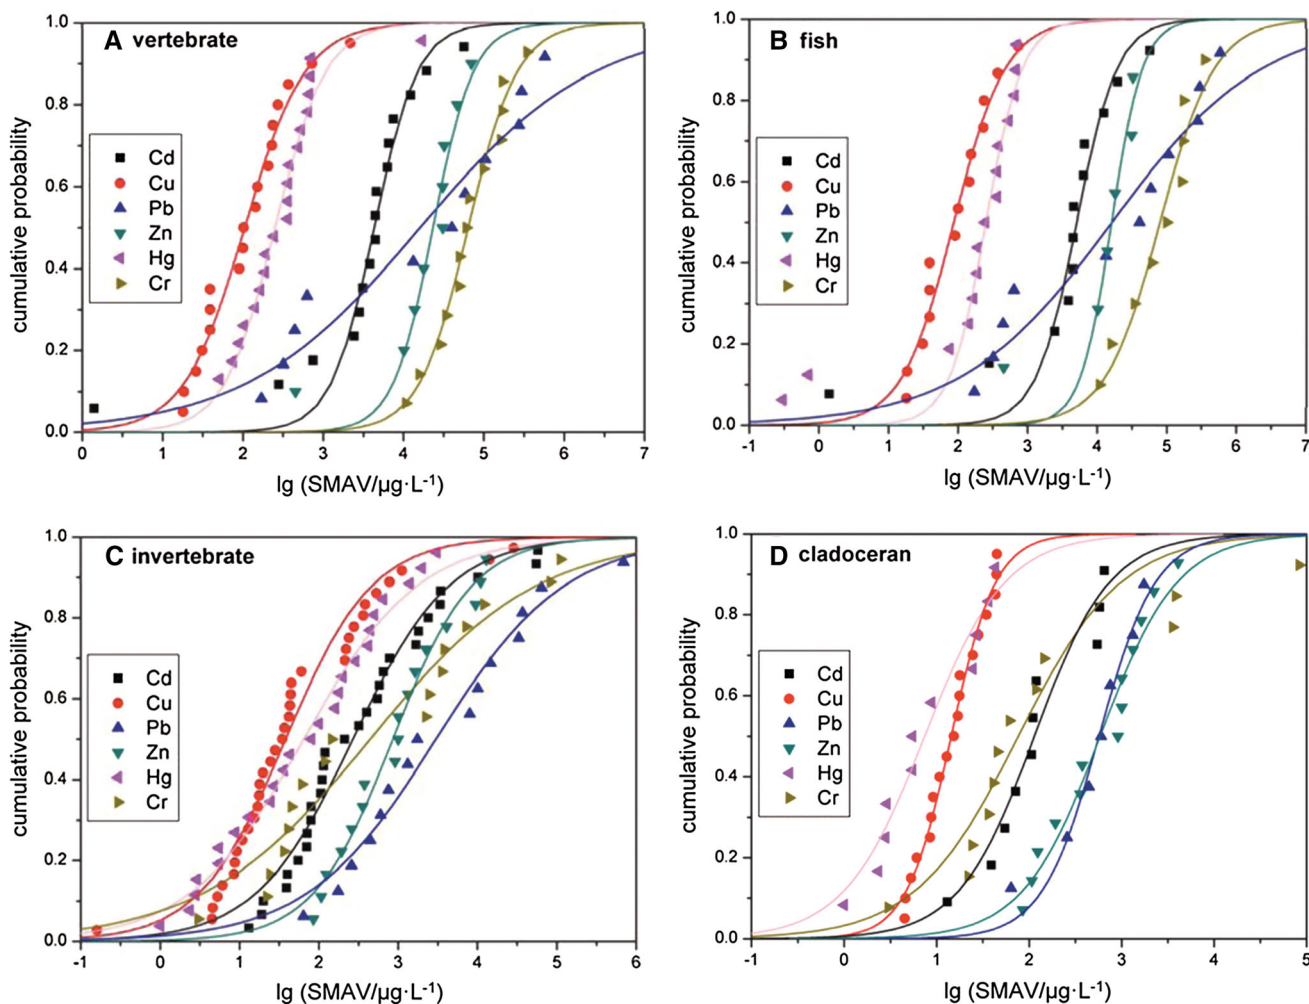 A vertebrate
1.0
0.8
0.6
0.4
0.2
0.0
cumulative probability
Cd
Cu
Pb
Zn
Hg
Cr
0 1 2 3 4 5 6 7
lg (SMAV/µg·L⁻¹)
B fish
1.0
0.8
0.6
0.4
0.2
0.0
cumulative probability
Cd
Cu
Pb
Zn
Hg
Cr
-1 0 1 2 3 4 5 6 7
lg (SMAV/µg·L⁻¹)
C invertebrate
1.0
0.8
0.6
0.4
0.2
0.0
cumulative probability
Cd
Cu
Pb
Zn
Hg
Cr
-1 0 1 2 3 4 5 6
lg (SMAV/µg·L⁻¹)
D cladoceran
1.0
0.8
0.6
0.4
0.2
0.0
cumulative probability
Cd
Cu
Pb
Zn
Hg
Cr
-1 0 1 2 3 4 5
lg (SMAV/µg·L⁻¹)